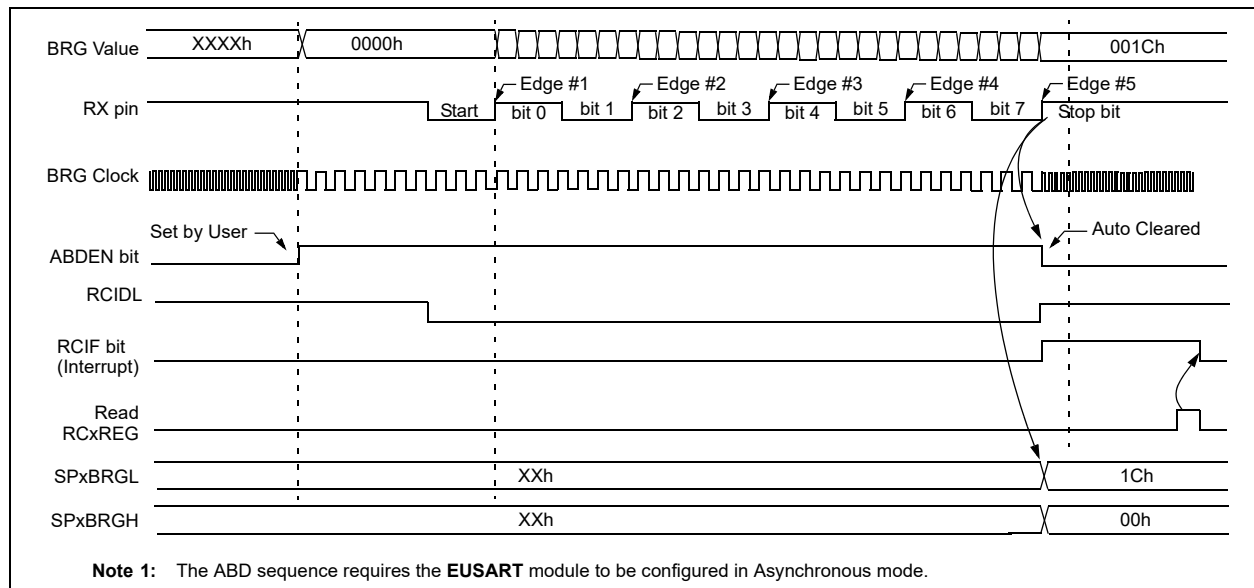 BRG Value XXXXh 0000h 001Ch
Edge #1 Edge #2 Edge #3 Edge #4 Edge #5
RX pin Start bit 0 bit 1 bit 2 bit 3 bit 4 bit 5 bit 6 bit 7 Stop bit
BRG Clock
Set by User Auto Cleared
ABDEN bit
RCIDL
RCIF bit
(Interrupt)
Read
RCxREG
SPxBRGL XXh 1Ch
SPxBRGH XXh 00h
Note 1: The ABD sequence requires the EUSART module to be configured in Asynchronous mode.